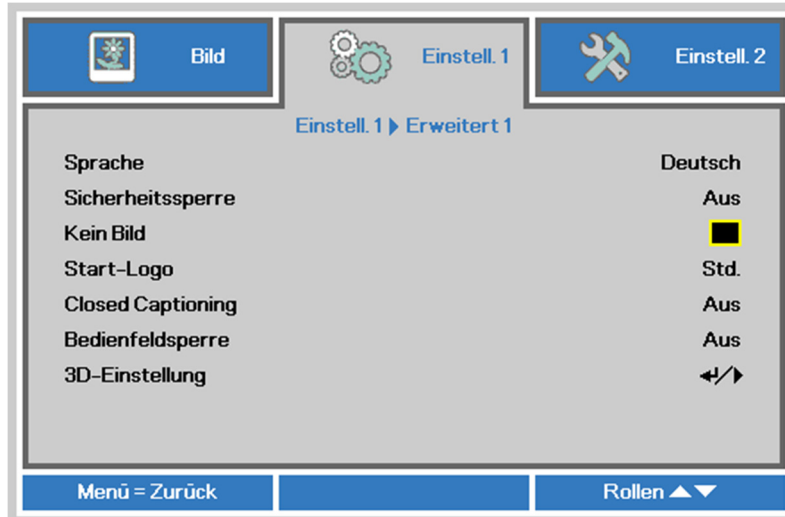 Bild
Einstell. 1
Einstell. 2
Einstell. 1 Erweitert 1
Sprache Deutsch
Sicherheitssperre Aus
Kein Bild
Start-Logo Std.
Closed Captioning Aus
Bedienfeldsperre Aus
3D-Einstellung
Menü = Zurück
Rollen